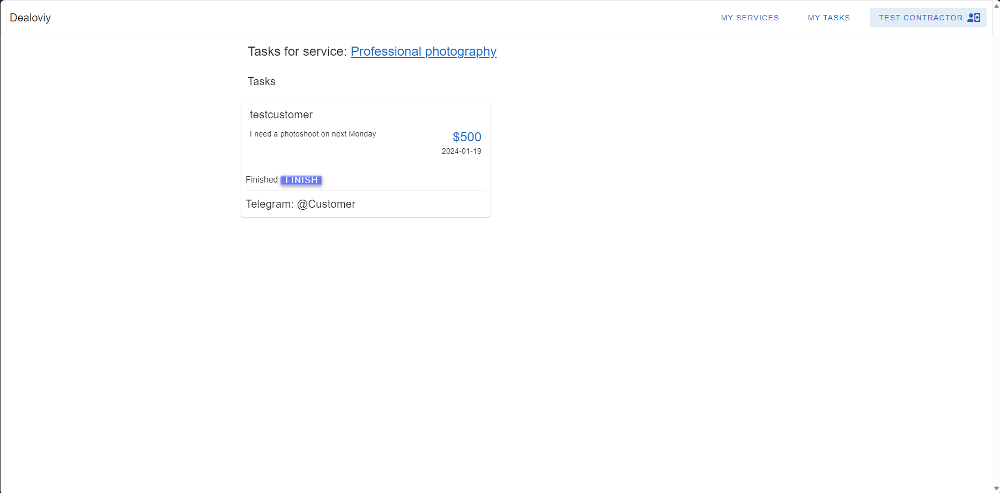 Dealoviy
MY SERVICES
MY TASKS
TEST CONTRACTOR
Tasks for service: Professional photography
Tasks
testcustomer
I need a photoshoot on next Monday
$500
2024-01-19
Finished FINISH
Telegram: @Customer